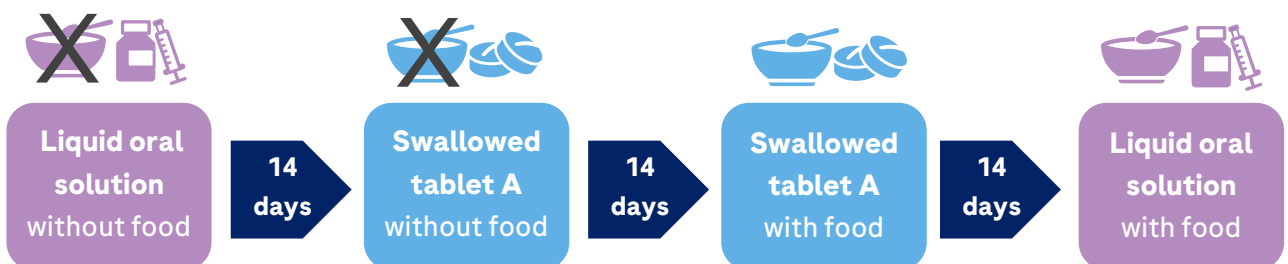 Liquid oral
solution
without food
14
days
Swallowed
tablet A
without food
14
days
Swallowed
tablet A
with food
14
days
Liquid oral
solution
with food